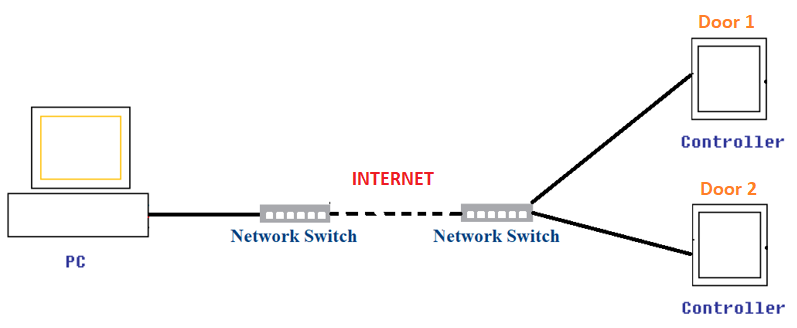 Door 1
Controller
INTERNET
Door 2
Network Switch
Network Switch
PC
Controller